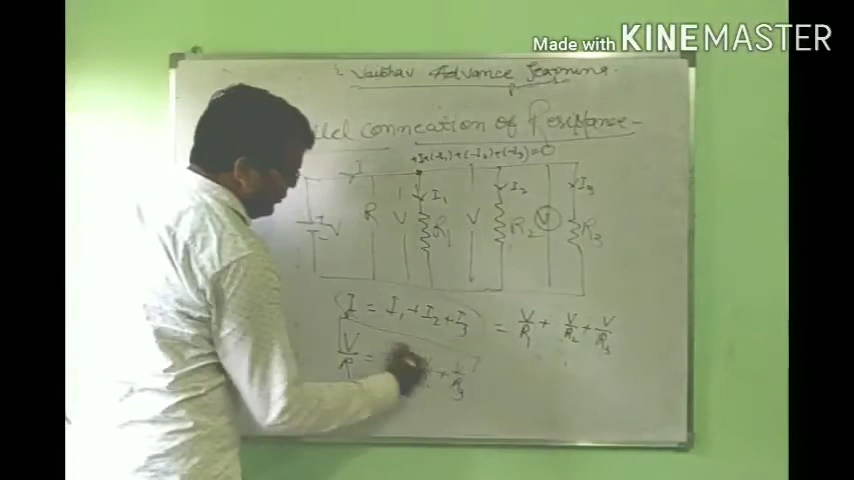 Made with KINEMASTER
Vaibhav Advance Learning.
llel connection of Resistance -
+I+(-I₁)+(-I₂)+(-I₃)=0
I
V R V I₁ R₁ V I₂ R₂ V I₃ R₃
I = I₁ + I₂ + I₃ = V/R₁ + V/R₂ + V/R₃
V/R = + 1/R₃